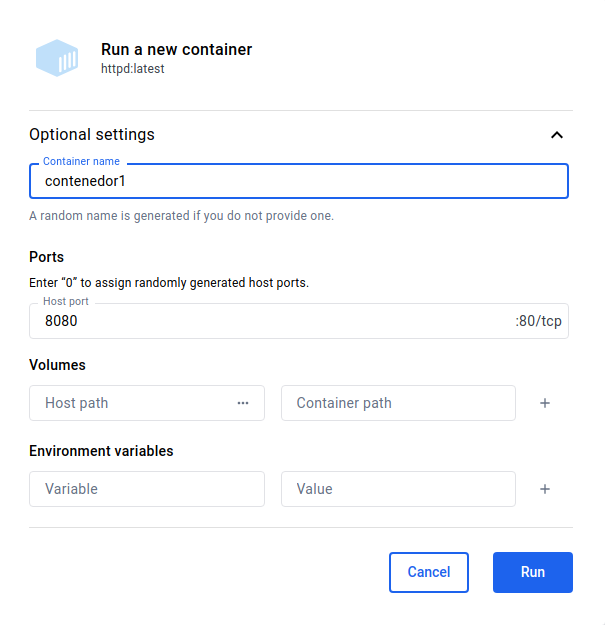 Run a new container
httpd:latest
Optional settings
Container name
contenedor1
A random name is generated if you do not provide one.
Ports
Enter “0” to assign randomly generated host ports.
Host port
8080 :80/tcp
Volumes
Host path ••• Container path +
Environment variables
Variable Value +
Cancel Run